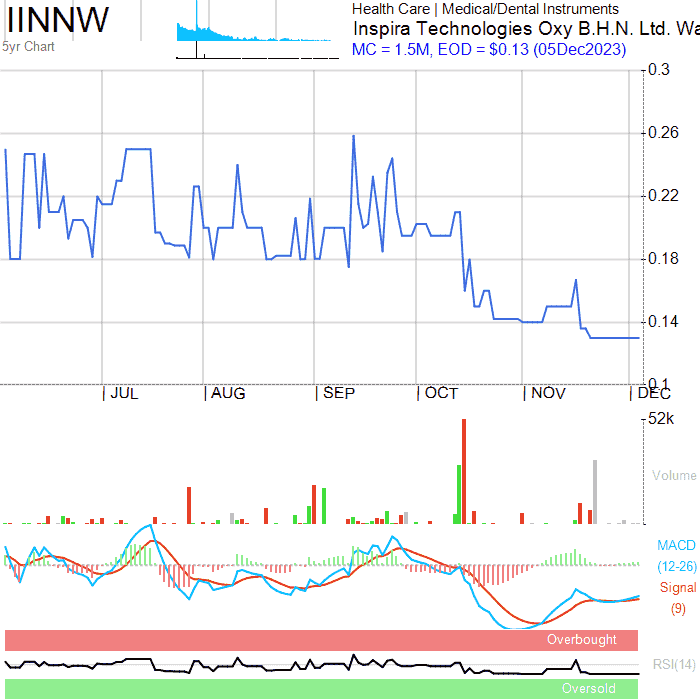 IINNW
Health Care | Medical/Dental Instruments
Inspira Technologies Oxy B.H.N. Ltd. Wa
5yr Chart
MC = 1.5M, EOD = $0.13 (05Dec2023)
0.3
0.26
0.22
0.18
0.14
0.1
JUL AUG SEP OCT NOV DEC
52k
Volume
MACD
(12-26)
Signal
(9)
Overbought
RSI(14)
Oversold